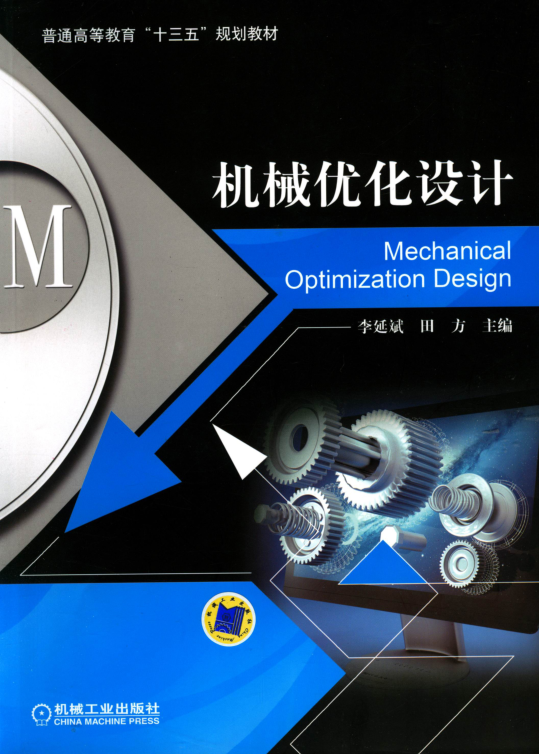 普通高等教育“十三五”规划教材
机械优化设计
M
Mechanical
Optimization Design
李延斌 田方 主编
机械工业出版社
CHINA MACHINE PRESS